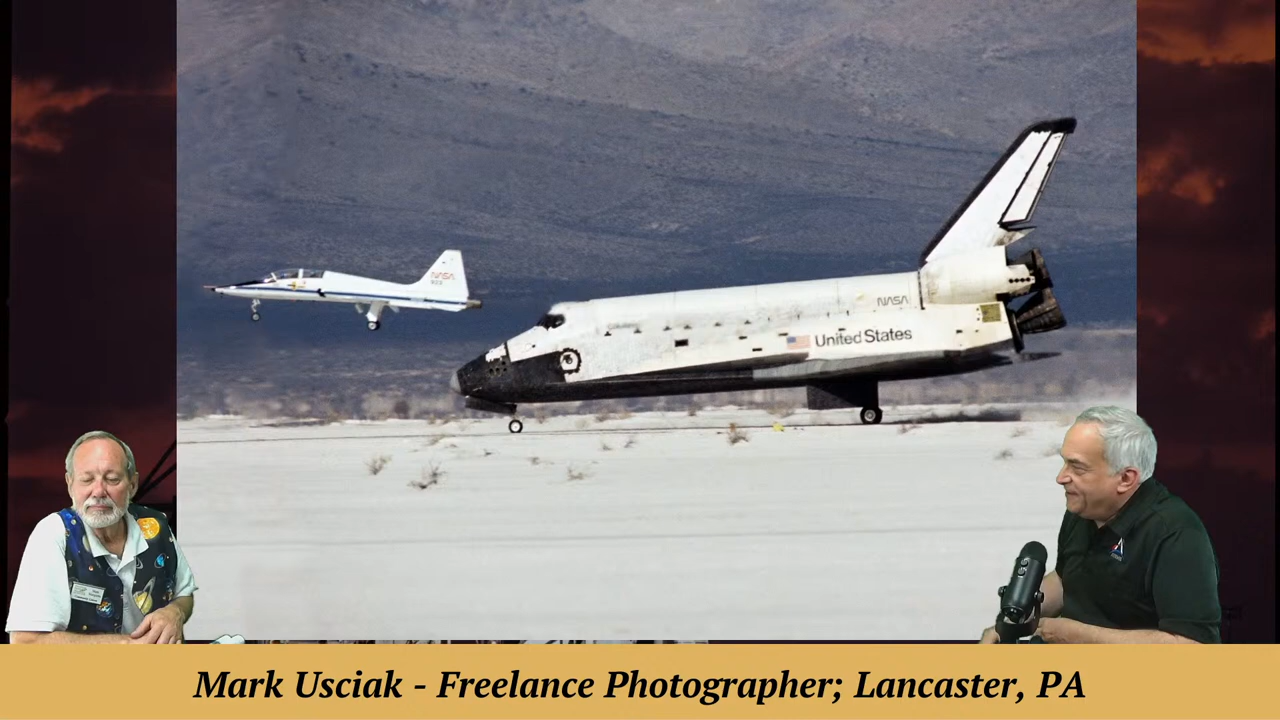 NASA
NASA
United States
Mark Usciak - Freelance Photographer; Lancaster, PA